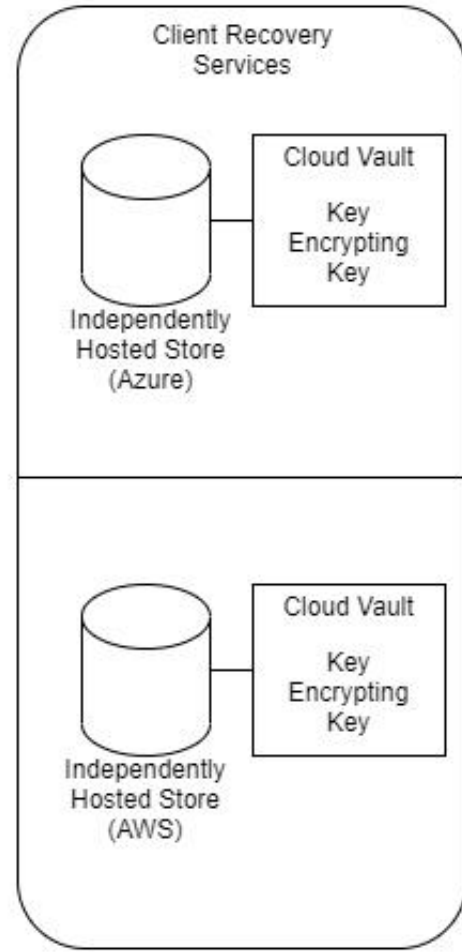 Client Recovery
Services
Cloud Vault
Key
Encrypting
Key
Independently
Hosted Store
(Azure)
Cloud Vault
Key
Encrypting
Key
Independently
Hosted Store
(AWS)